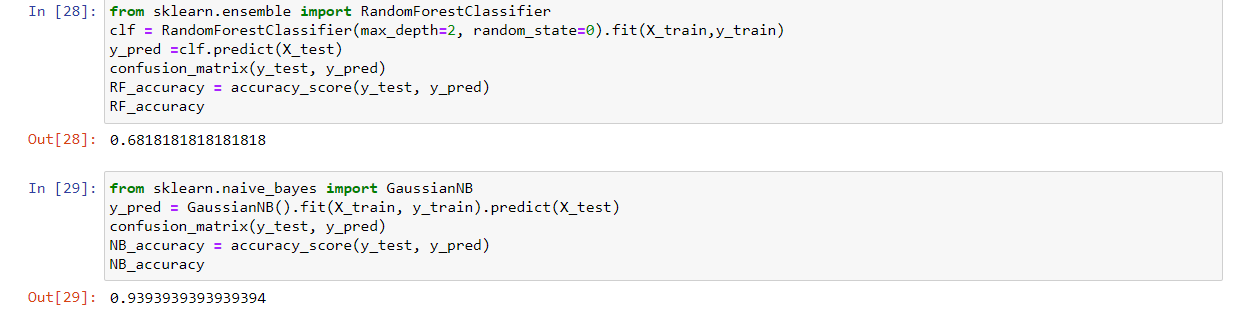 In [28]: from sklearn.ensemble import RandomForestClassifier
clf = RandomForestClassifier(max_depth=2, random_state=0).fit(X_train,y_train)
y_pred =clf.predict(X_test)
confusion_matrix(y_test, y_pred)
RF_accuracy = accuracy_score(y_test, y_pred)
RF_accuracy
Out[28]: 0.6818181818181818
In [29]: from sklearn.naive_bayes import GaussianNB
y_pred = GaussianNB().fit(X_train, y_train).predict(X_test)
confusion_matrix(y_test, y_pred)
NB_accuracy = accuracy_score(y_test, y_pred)
NB_accuracy
Out[29]: 0.9393939393939394